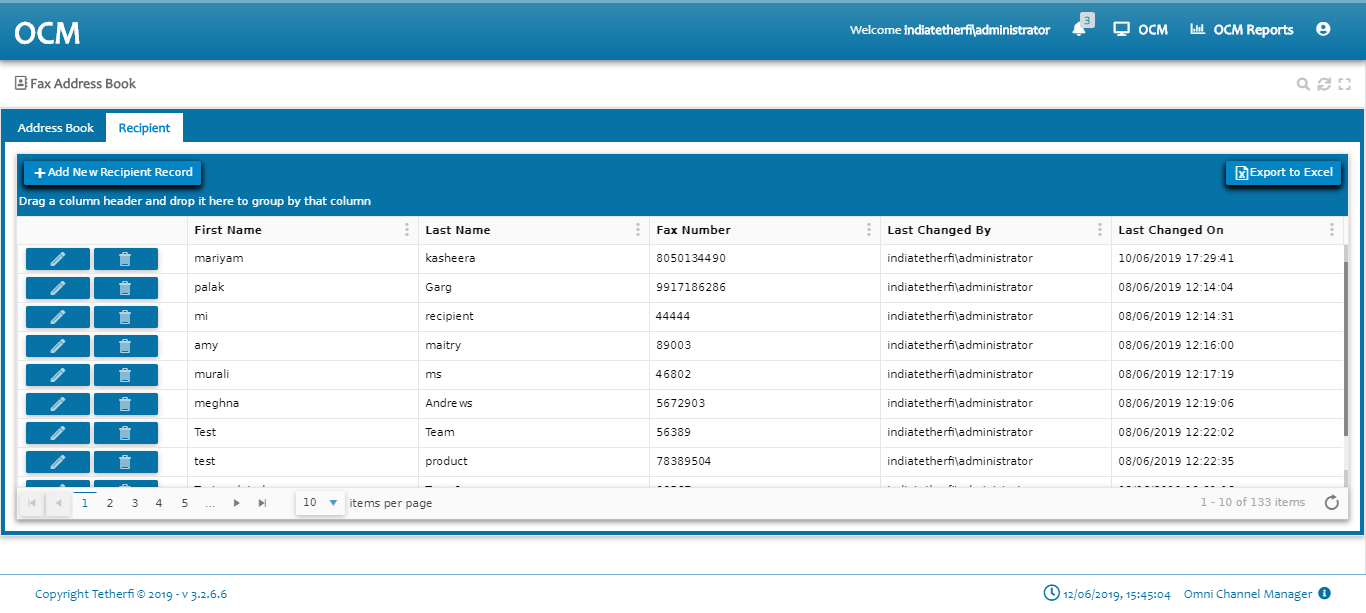 OCM
Welcome indiatetherfi\administrator 3 OCM OCM Reports
Fax Address Book
Address Book Recipient
Add New Recipient Record Export to Excel
Drag a column header and drop it here to group by that column
First Name Last Name Fax Number Last Changed By Last Changed On
mariyam kasheera 8050134490 indiatetherfi\administrator 10/06/2019 17:29:41
palak Garg 9917186286 indiatetherfi\administrator 08/06/2019 12:14:04
mi recipient 44444 indiatetherfi\administrator 08/06/2019 12:14:31
amy maitry 89003 indiatetherfi\administrator 08/06/2019 12:16:00
murali ms 46802 indiatetherfi\administrator 08/06/2019 12:17:19
meghna Andrews 5672903 indiatetherfi\administrator 08/06/2019 12:19:06
Test Team 56389 indiatetherfi\administrator 08/06/2019 12:22:02
test product 78389504 indiatetherfi\administrator 08/06/2019 12:22:35
1 2 3 4 5 ... 10 items per page 1 - 10 of 133 items
Copyright Tetherfi © 2019 - v 3.2.6.6 12/06/2019, 15:45:04 Omni Channel Manager